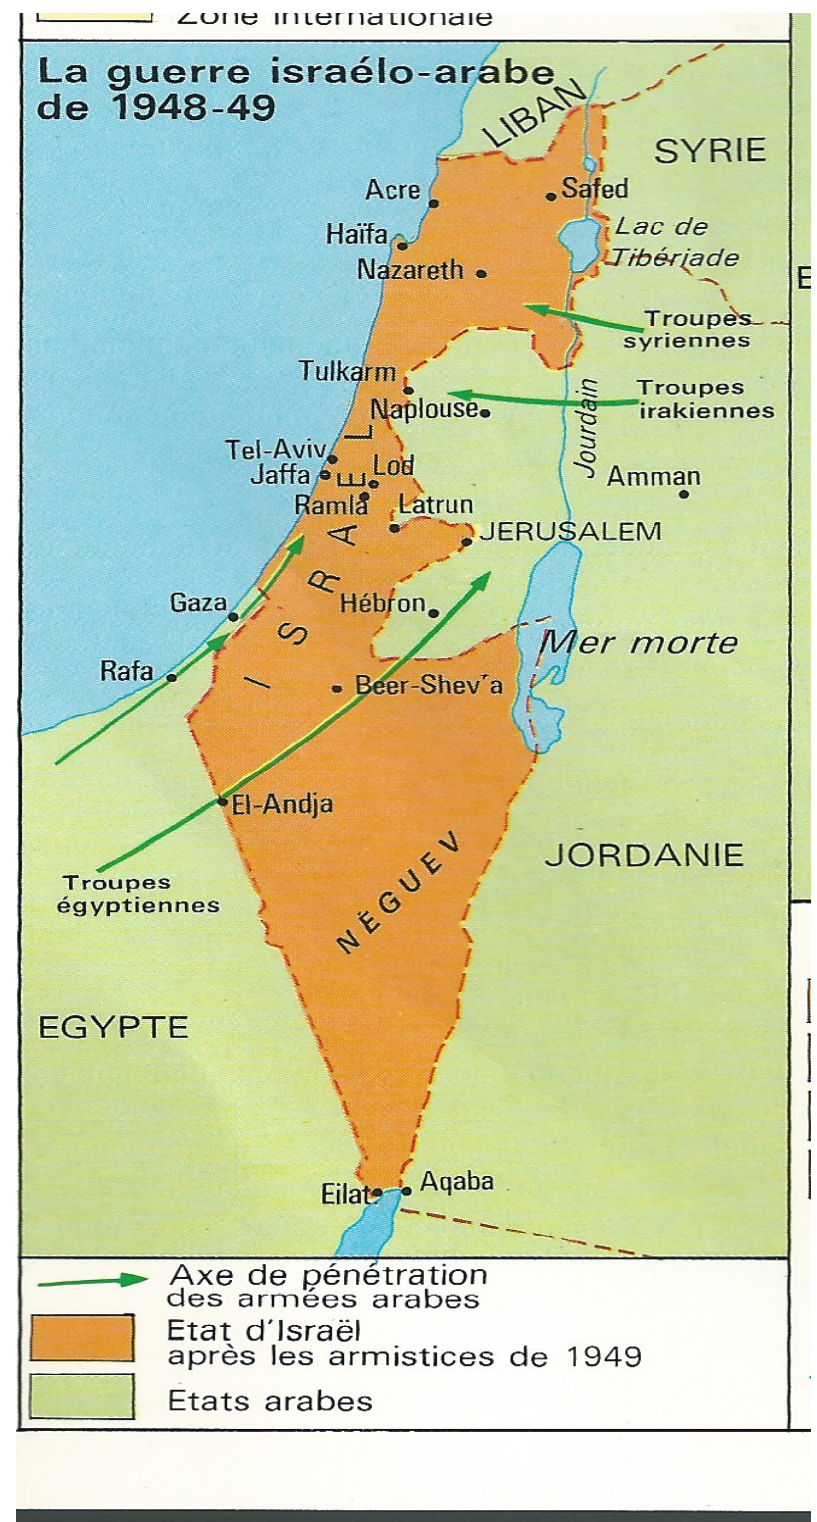 Zone internationale
La guerre israélo-arabe
de 1948-49
LIBAN
SYRIE
Acre
Safed
Haïfa
Lac de
Tibériade
Nazareth
Troupes
syriennes
Tulkarm
Troupes
irakiennes
Naplouse
Jourdain
Tel-Aviv
Jaffa
Lod
Amman
Ramla
Latrun
JERUSALEM
ISRAEL
Gaza
Hébron
Mer morte
Rafa
Beer-Shev'a
El-Andja
NÉGUEV
JORDANIE
Troupes
égyptiennes
EGYPTE
Eilat
Aqaba
Axe de pénétration
des armées arabes
Etat d'Israël
après les armistices de 1949
Etats arabes